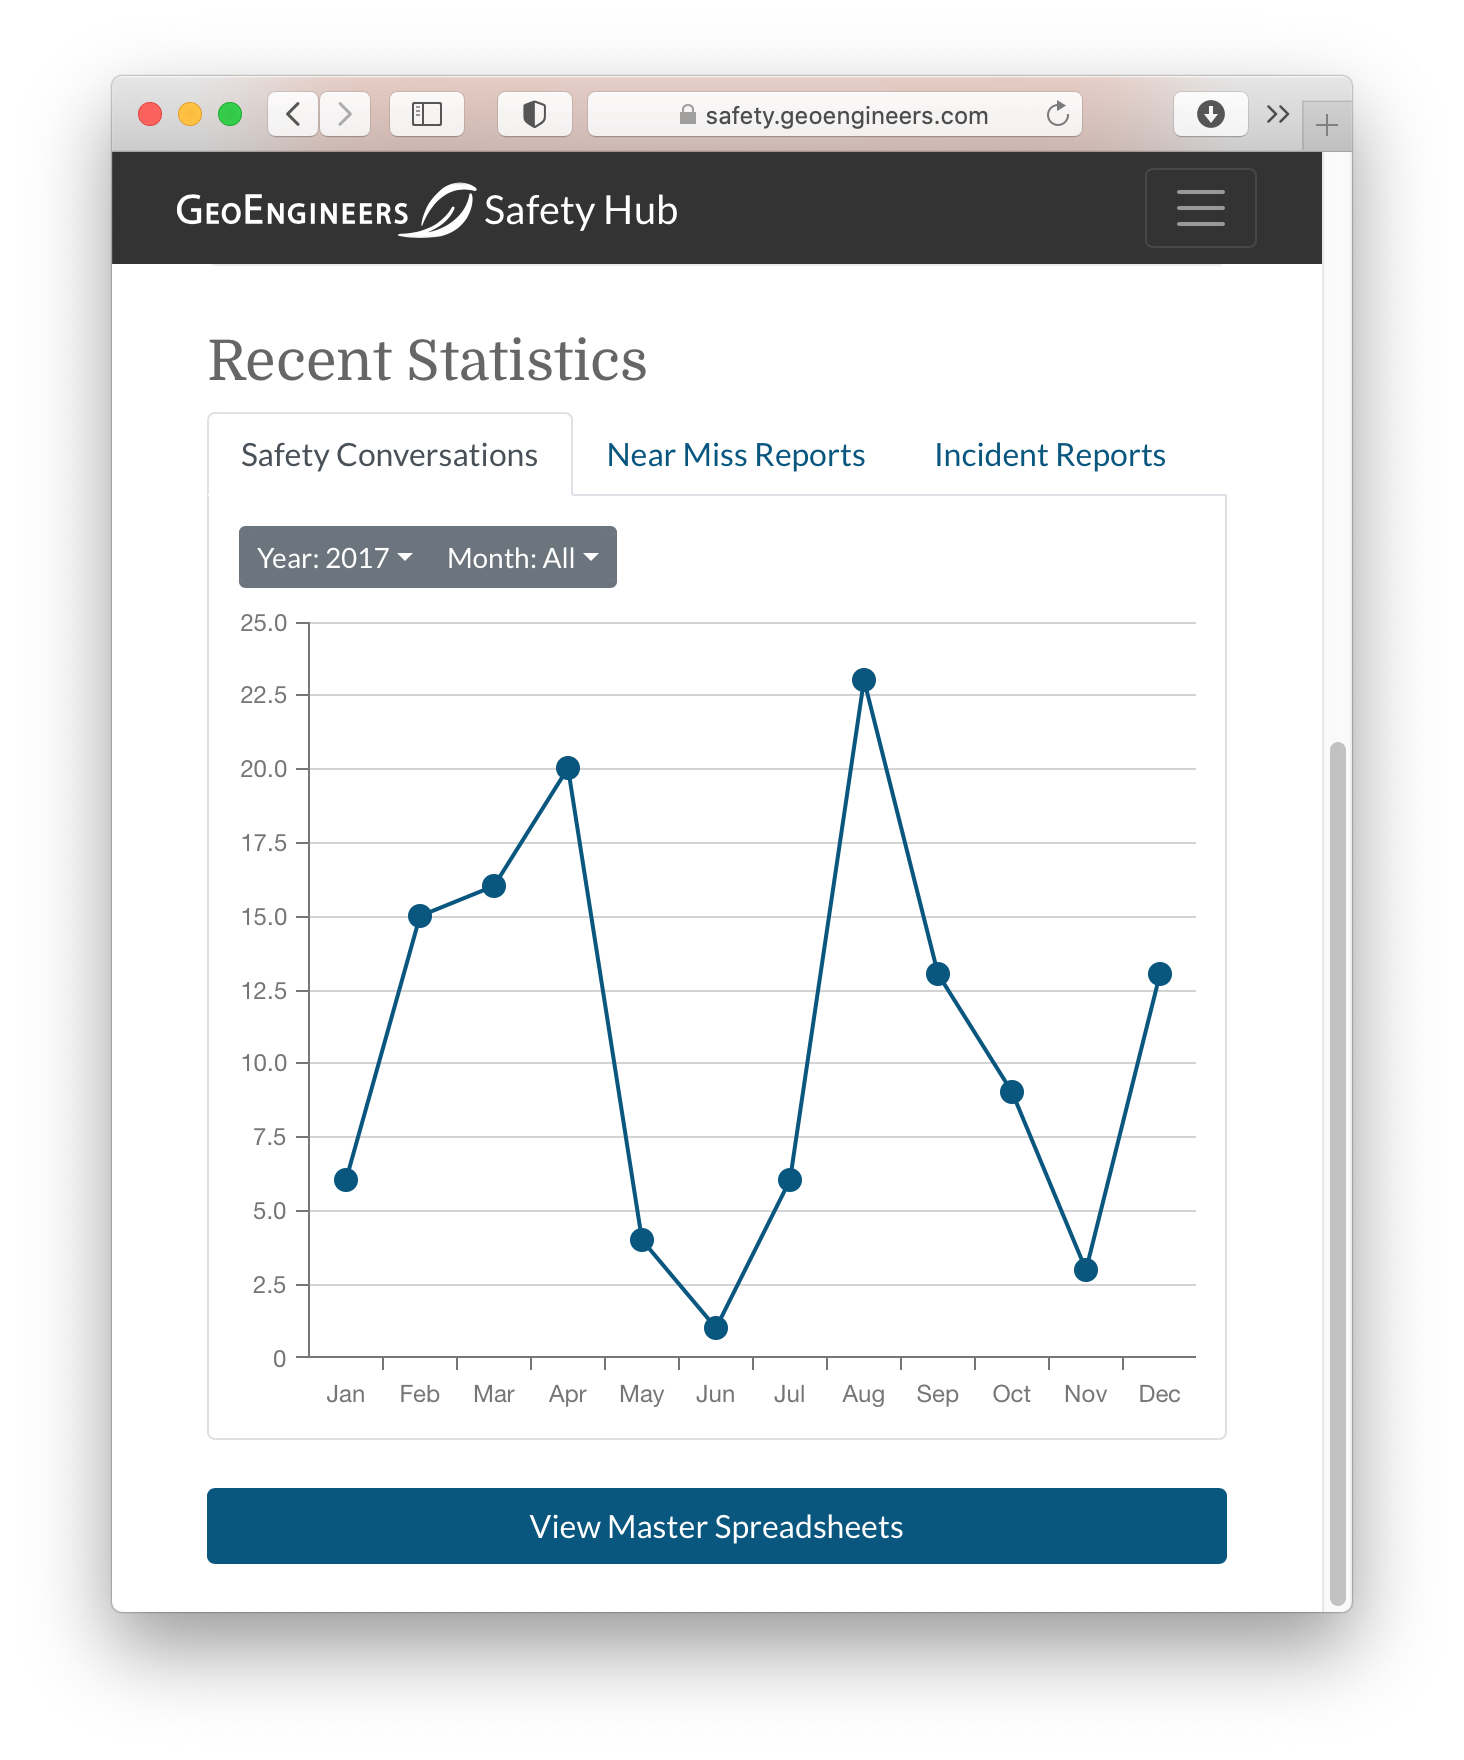 safety.geoengineers.com
GEOENGINEERS Safety Hub
Recent Statistics
Safety Conversations Near Miss Reports Incident Reports
Year: 2017 Month: All
25.0
22.5
20.0
17.5
15.0
12.5
10.0
7.5
5.0
2.5
0
Jan Feb Mar Apr May Jun Jul Aug Sep Oct Nov Dec
View Master Spreadsheets